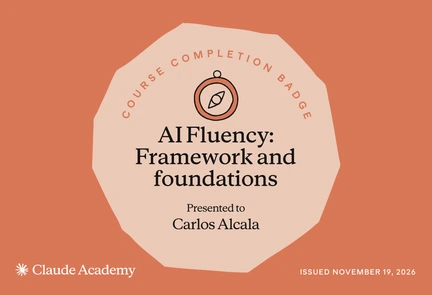 COURSE COMPLETION BADGE
AI Fluency:
Framework and
foundations
Presented to
Carlos Alcala
Claude Academy
ISSUED NOVEMBER 19, 2026